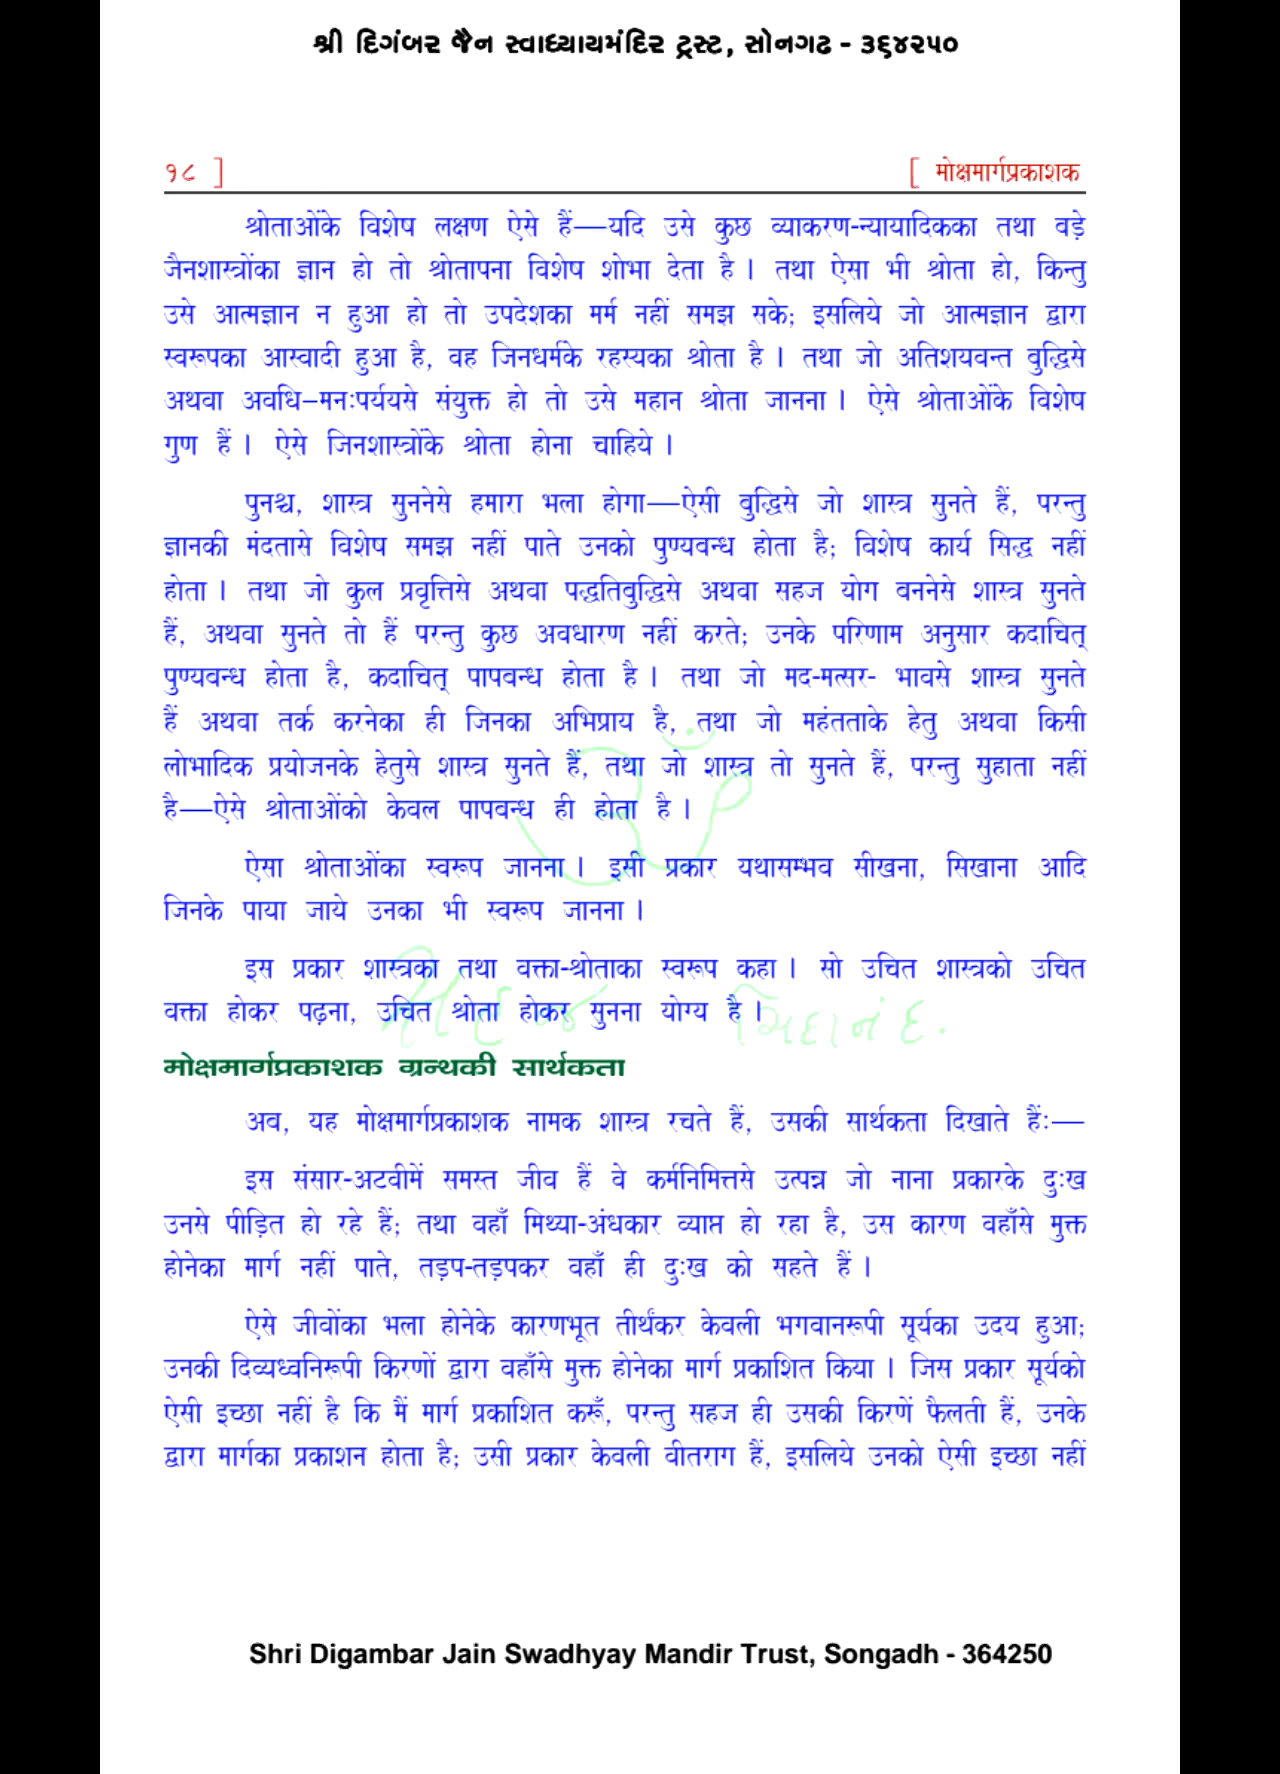 શ્રી દિગંબર જૈન સ્વાધ્યાયમંદિર ટ્રસ્ટ, સોનગઢ - ૩૬૪૨૫૦
१८ ]
[ मोक्षमार्गप्रकाशक
श्रोताओंके विशेष लक्षण ऐसे हैं—यदि उसे कुछ व्याकरण-न्यायादिकका तथा बड़े
जैनशास्त्रोंका ज्ञान हो तो श्रोतापना विशेष शोभा देता है। तथा ऐसा भी श्रोता हो, किन्तु
उसे आत्मज्ञान न हुआ हो तो उपदेशका मर्म नहीं समझ सके; इसलिये जो आत्मज्ञान द्वारा
स्वरूपका आस्वादी हुआ है, वह जिनधर्मके रहस्यका श्रोता है। तथा जो अतिशयवन्त बुद्धिसे
अथवा अवधि–मनःपर्ययसे संयुक्त हो तो उसे महान श्रोता जानना। ऐसे श्रोताओंके विशेष
गुण हैं। ऐसे जिनशास्त्रोंके श्रोता होना चाहिये।
पुनश्च, शास्त्र सुननेसे हमारा भला होगा—ऐसी बुद्धिसे जो शास्त्र सुनते हैं, परन्तु
ज्ञानकी मंदतासे विशेष समझ नहीं पाते उनको पुण्यबन्ध होता है; विशेष कार्य सिद्ध नहीं
होता। तथा जो कुल प्रवृत्तिसे अथवा पद्धतिबुद्धिसे अथवा सहज योग बननेसे शास्त्र सुनते
हैं, अथवा सुनते तो हैं परन्तु कुछ अवधारण नहीं करते; उनके परिणाम अनुसार कदाचित्
पुण्यबन्ध होता है, कदाचित् पापबन्ध होता है। तथा जो मद-मत्सर- भावसे शास्त्र सुनते
हैं अथवा तर्क करनेका ही जिनका अभिप्राय है, तथा जो महंतताके हेतु अथवा किसी
लोभादिक प्रयोजनके हेतुसे शास्त्र सुनते हैं, तथा जो शास्त्र तो सुनते हैं, परन्तु सुहाता नहीं
है—ऐसे श्रोताओंको केवल पापबन्ध ही होता है।
ऐसा श्रोताओंका स्वरूप जानना। इसी प्रकार यथासम्भव सीखना, सिखाना आदि
जिनके पाया जाये उनका भी स्वरूप जानना।
इस प्रकार शास्त्रका तथा वक्ता-श्रोताका स्वरूप कहा। सो उचित शास्त्रको उचित
वक्ता होकर पढ़ना, उचित श्रोता होकर सुनना योग्य है।
मोक्षमार्गप्रकाशक ग्रन्थकी सार्थकता
अब, यह मोक्षमार्गप्रकाशक नामक शास्त्र रचते हैं, उसकी सार्थकता दिखाते हैंः—
इस संसार-अटवीमें समस्त जीव हैं वे कर्मनिमित्तसे उत्पन्न जो नाना प्रकारके दुःख
उनसे पीड़ित हो रहे हैं; तथा वहाँ मिथ्या-अंधकार व्याप्त हो रहा है, उस कारण वहाँसे मुक्त
होनेका मार्ग नहीं पाते, तड़प-तड़पकर वहाँ ही दुःख को सहते हैं।
ऐसे जीवोंका भला होनेके कारणभूत तीर्थंकर केवली भगवानरूपी सूर्यका उदय हुआ;
उनकी दिव्यध्वनिरूपी किरणों द्वारा वहाँसे मुक्त होनेका मार्ग प्रकाशित किया। जिस प्रकार सूर्यको
ऐसी इच्छा नहीं है कि मैं मार्ग प्रकाशित करूँ, परन्तु सहज ही उसकी किरणें फैलती हैं, उनके
द्वारा मार्गका प्रकाशन होता है; उसी प्रकार केवली वीतराग हैं, इसलिये उनको ऐसी इच्छा नहीं
Shri Digambar Jain Swadhyay Mandir Trust, Songadh - 364250